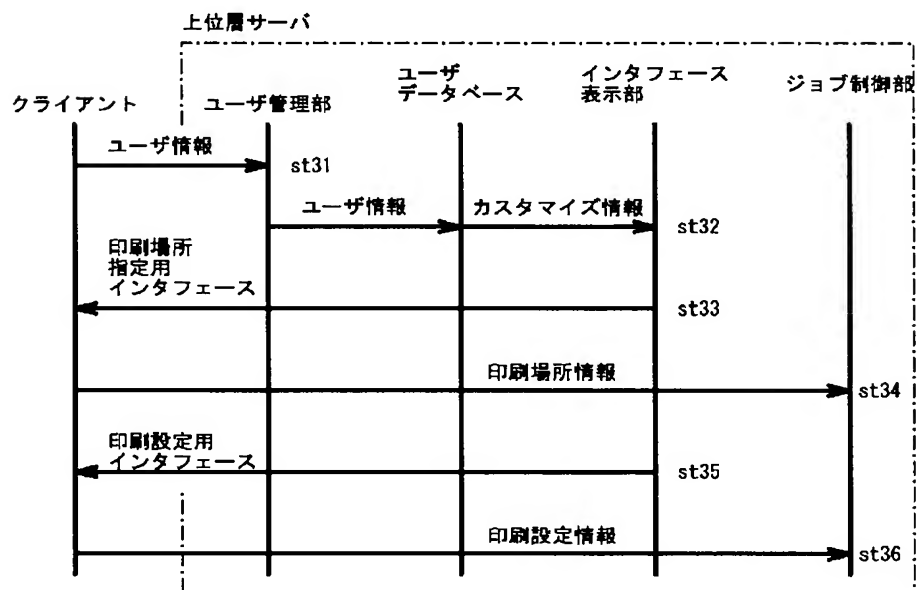 上位層サーバ
クライアント
ユーザ管理部
ユーザ
データベース
インタフェース
表示部
ジョブ制御部
ユーザ情報
st31
ユーザ情報
カスタマイズ情報
st32
印刷場所
指定用
インタフェース
st33
印刷場所情報
st34
印刷設定用
インタフェース
st35
印刷設定情報
st36